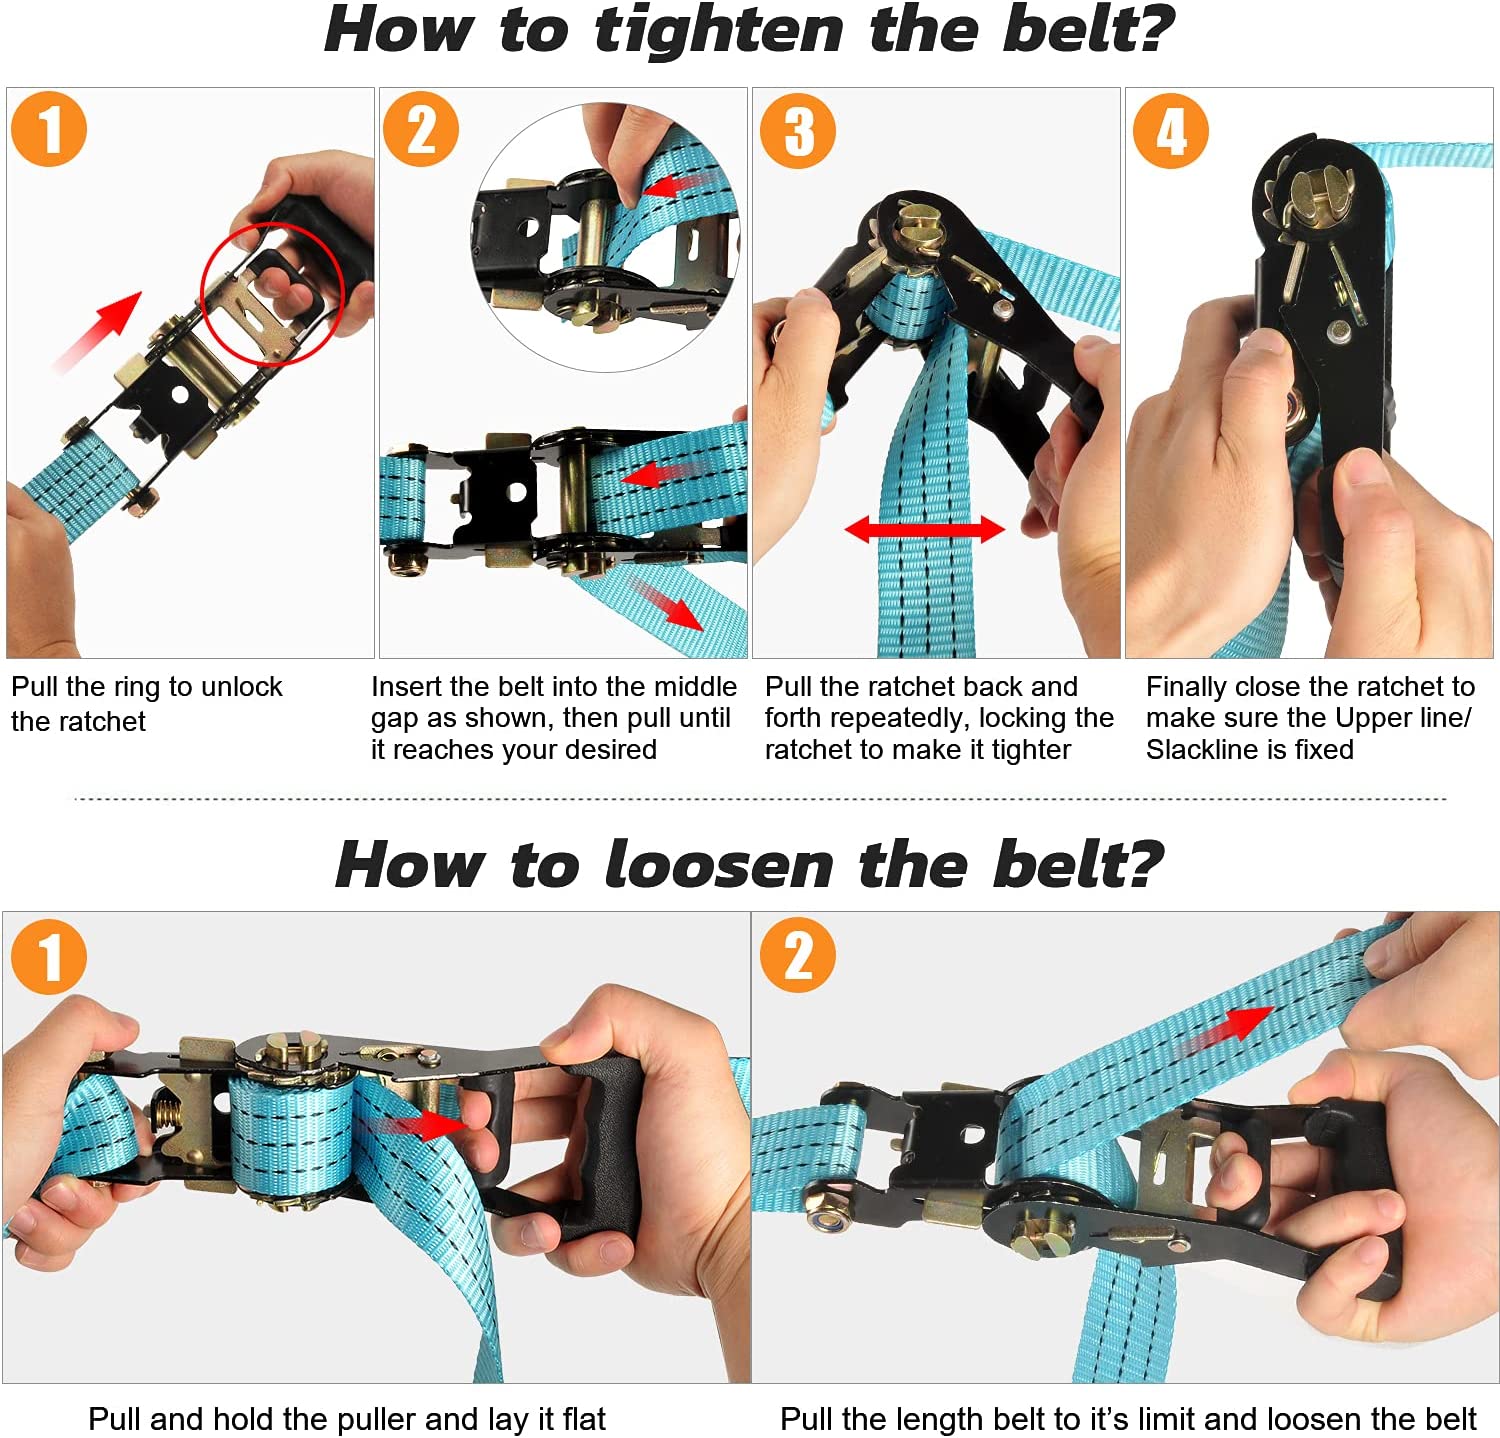 How to tighten the belt?
1
2
3
4
Pull the ring to unlock
the ratchet
Insert the belt into the middle
gap as shown, then pull until
it reaches your desired
Pull the ratchet back and
forth repeatedly, locking the
ratchet to make it tighter
Finally close the ratchet to
make sure the Upper line/
Slackline is fixed
How to loosen the belt?
1
2
Pull and hold the puller and lay it flat
Pull the length belt to it’s limit and loosen the belt